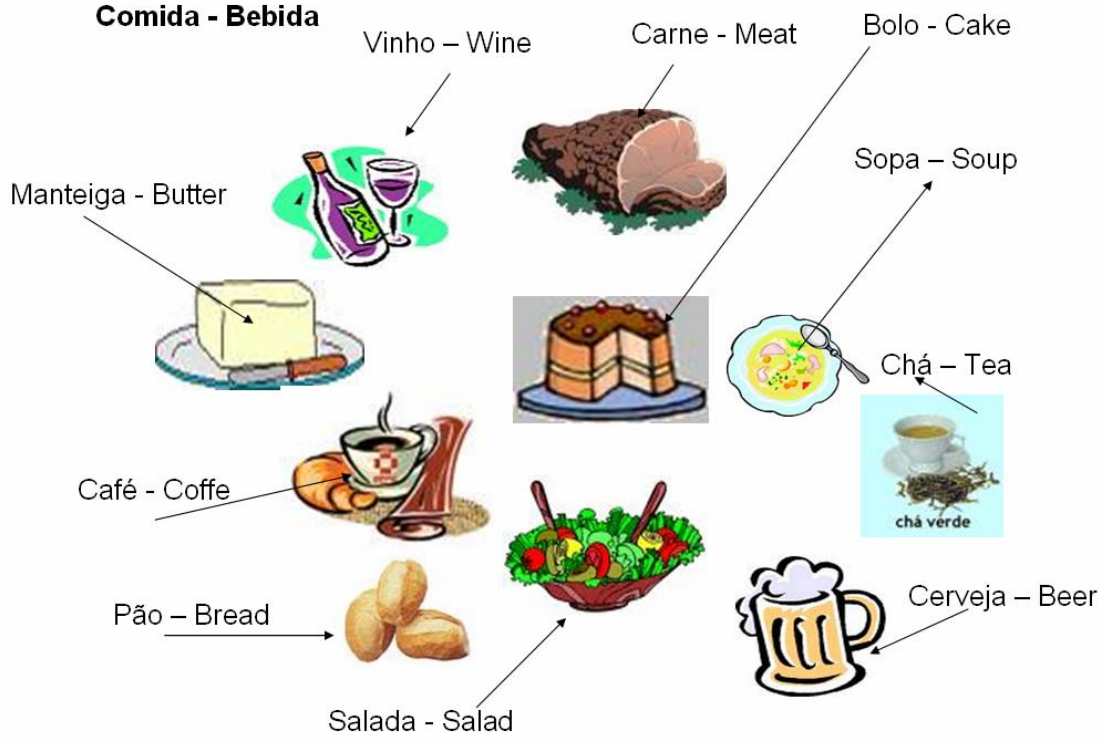 Comida - Bebida
Vinho – Wine
Carne - Meat
Bolo - Cake
Sopa – Soup
Manteiga - Butter
Chá – Tea
Café - Coffe
chá verde
Pão – Bread
Cerveja – Beer
Salada - Salad